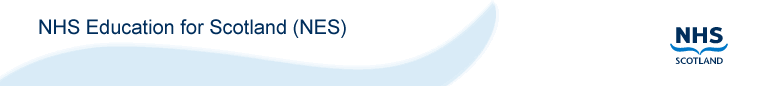 NHS Education for Scotland (NES)
NHS
SCOTLAND